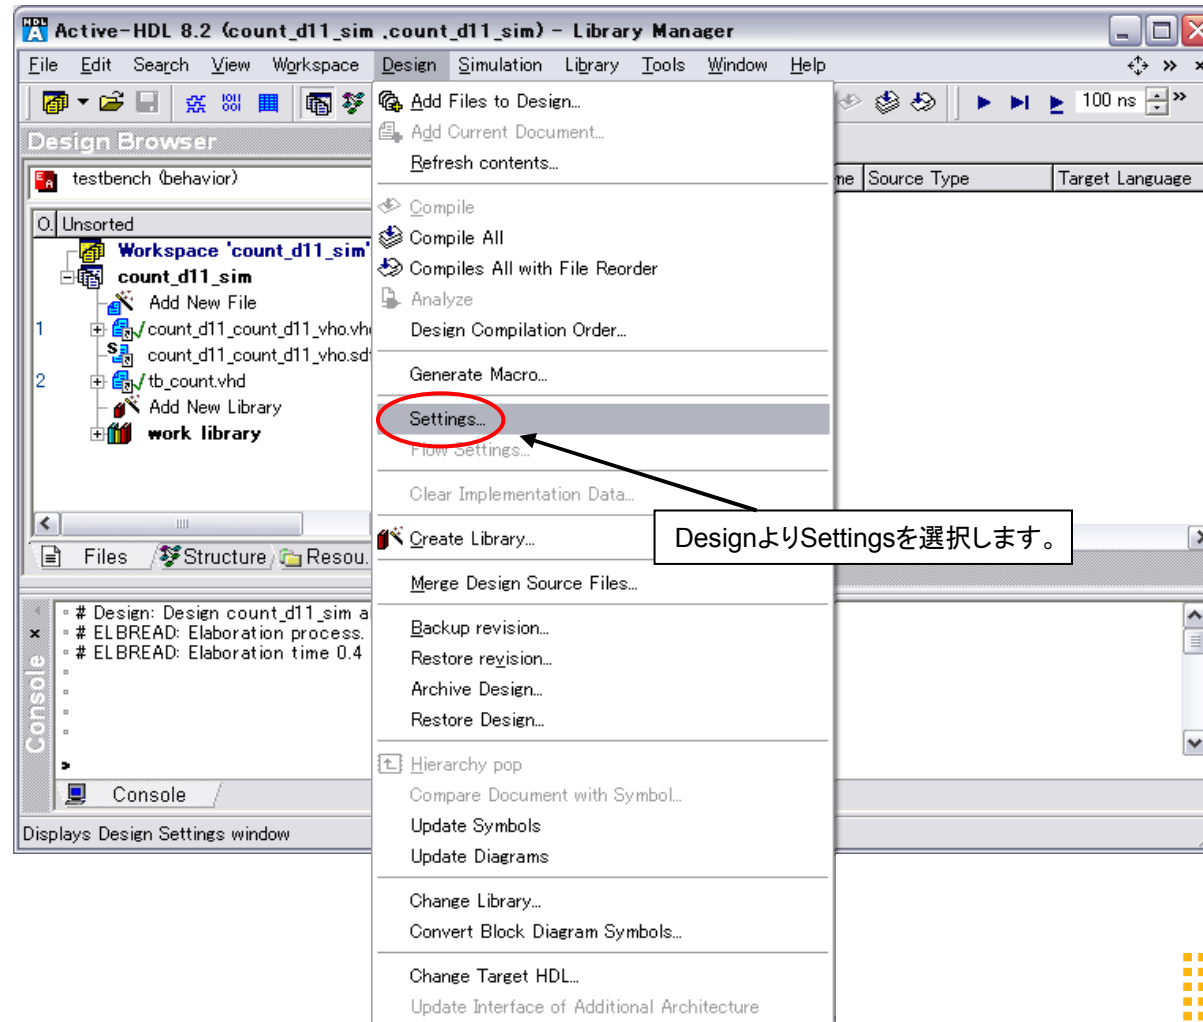 Active-HDL 8.2 (count_d11_sim ,count_d11_sim) - Library Manager
File Edit Search View Workspace Design Simulation Library Tools Window Help
100 ns
Design Browser
testbench (behavior)
O. Unsorted
Workspace 'count_d11_sim'
count_d11_sim
Add New File
1 count_d11_count_d11_vho.vh
count_d11_count_d11_vho.sd
2 tb_count.vhd
Add New Library
work library
Files Structure Resou.
Add Files to Design...
Add Current Document...
Refresh contents...
Compile
Compile All
Compiles All with File Reorder
Analyze
Design Compilation Order...
Generate Macro...
Settings...
Flow Settings...
Clear Implementation Data...
Create Library...
Merge Design Source Files...
Backup revision...
Restore revision...
Archive Design...
Restore Design...
Hierarchy pop
Compare Document with Symbol...
Update Symbols
Update Diagrams
Change Library...
Convert Block Diagram Symbols...
Change Target HDL...
Update Interface of Additional Architecture
me Source Type Target Language
DesignよりSettingsを選択します。
# Design: Design count_d11_sim a
# ELBREAD: Elaboration process.
# ELBREAD: Elaboration time 0.4
>
Console
Console
Displays Design Settings window